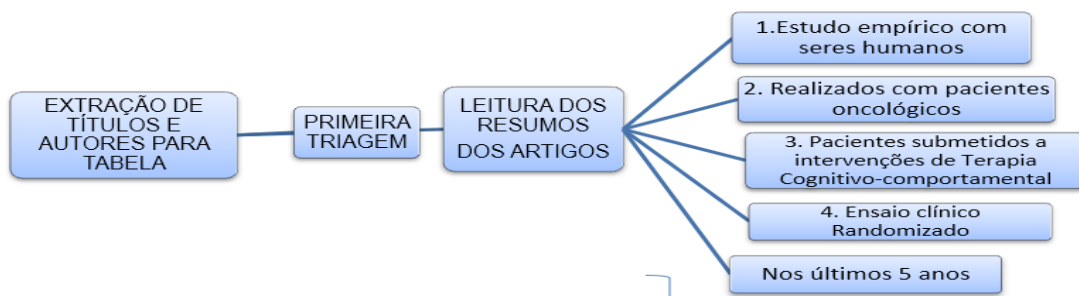 EXTRAÇÃO DE
TÍTULOS E
AUTORES PARA
TABELA
PRIMEIRA
TRIAGEM
LEITURA DOS
RESUMOS
DOS ARTIGOS
1.Estudo empírico com
seres humanos
2. Realizados com pacientes
oncológicos
3. Pacientes submetidos a
intervenções de Terapia
Cognitivo-comportamental
4. Ensaio clínico
Randomizado
Nos últimos 5 anos